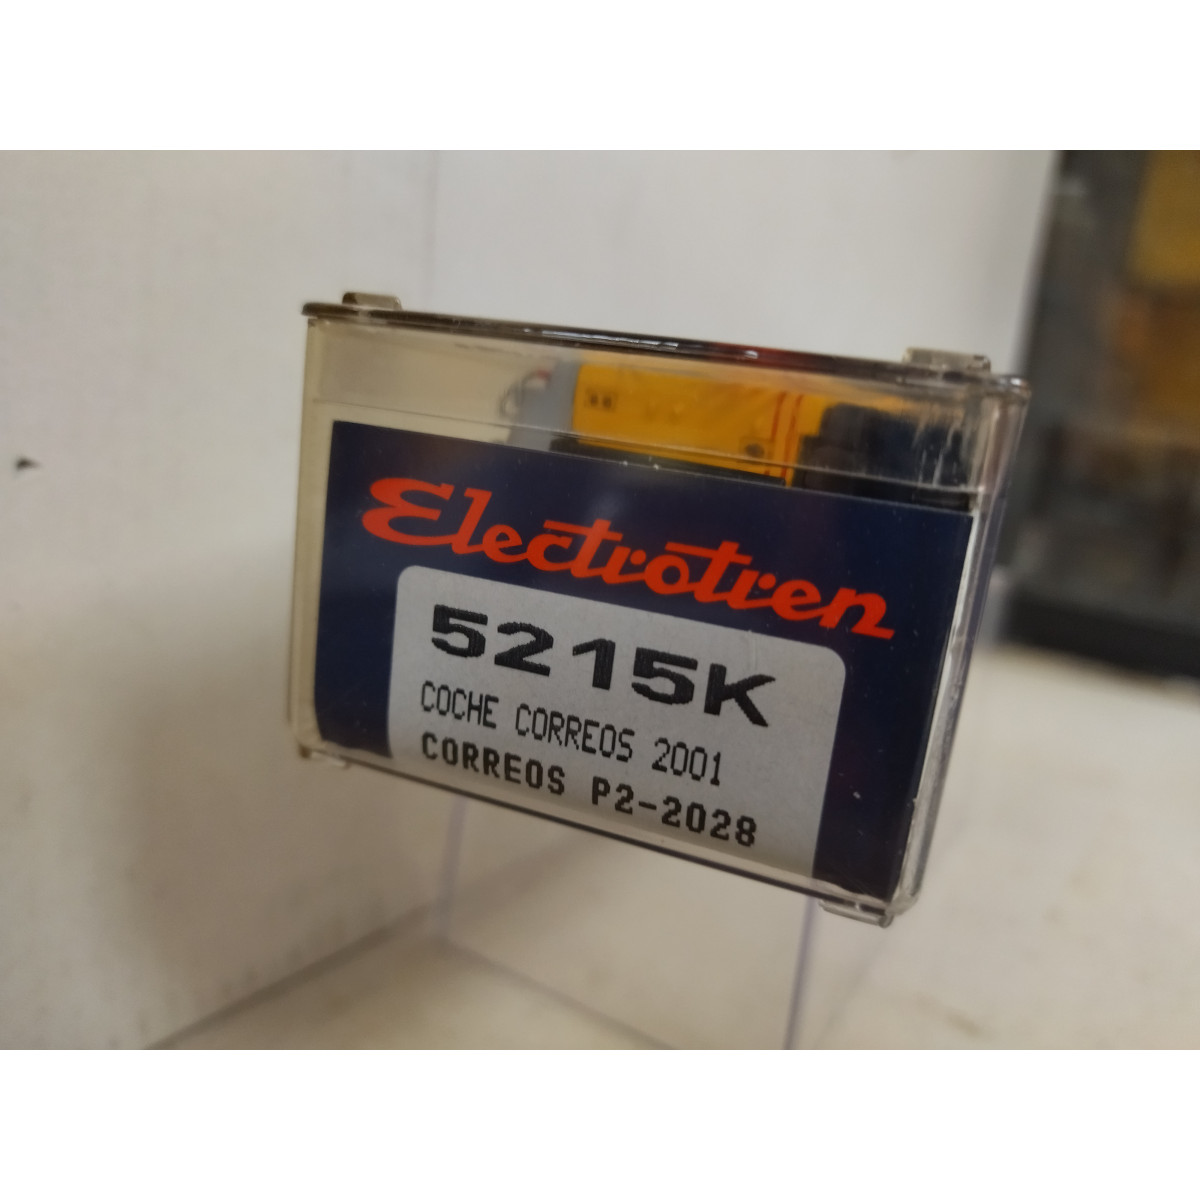 Electrotren
5215K
COCHE CORREOS 2001
CORREOS P2-2028